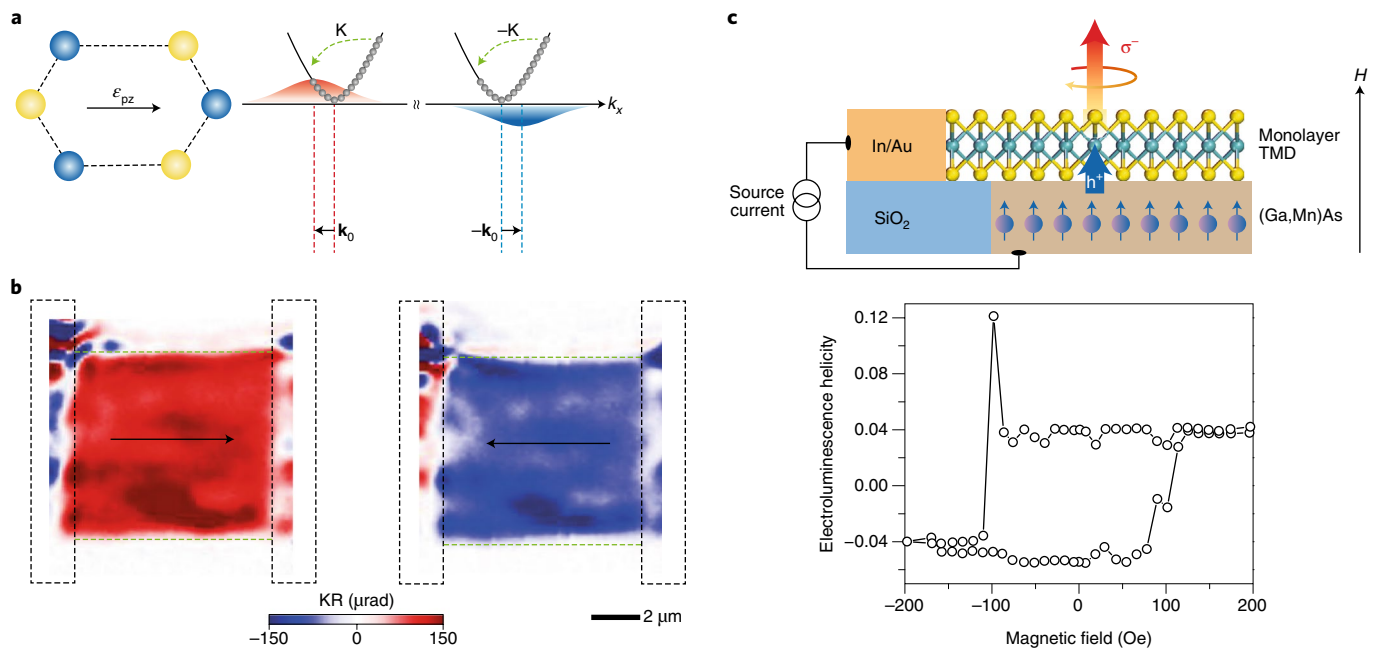 a
K
−K
ε_pz
≈
k_x
k_0
−k_0
b
KR (μrad)
−150
0
150
2 μm
c
σ⁻
H
In/Au
Monolayer
TMD
Source
current
h⁺
SiO₂
(Ga,Mn)As
0.12
0.08
0.04
0.00
−0.04
Electroluminescence helicity
−200
−100
0
100
200
Magnetic field (Oe)